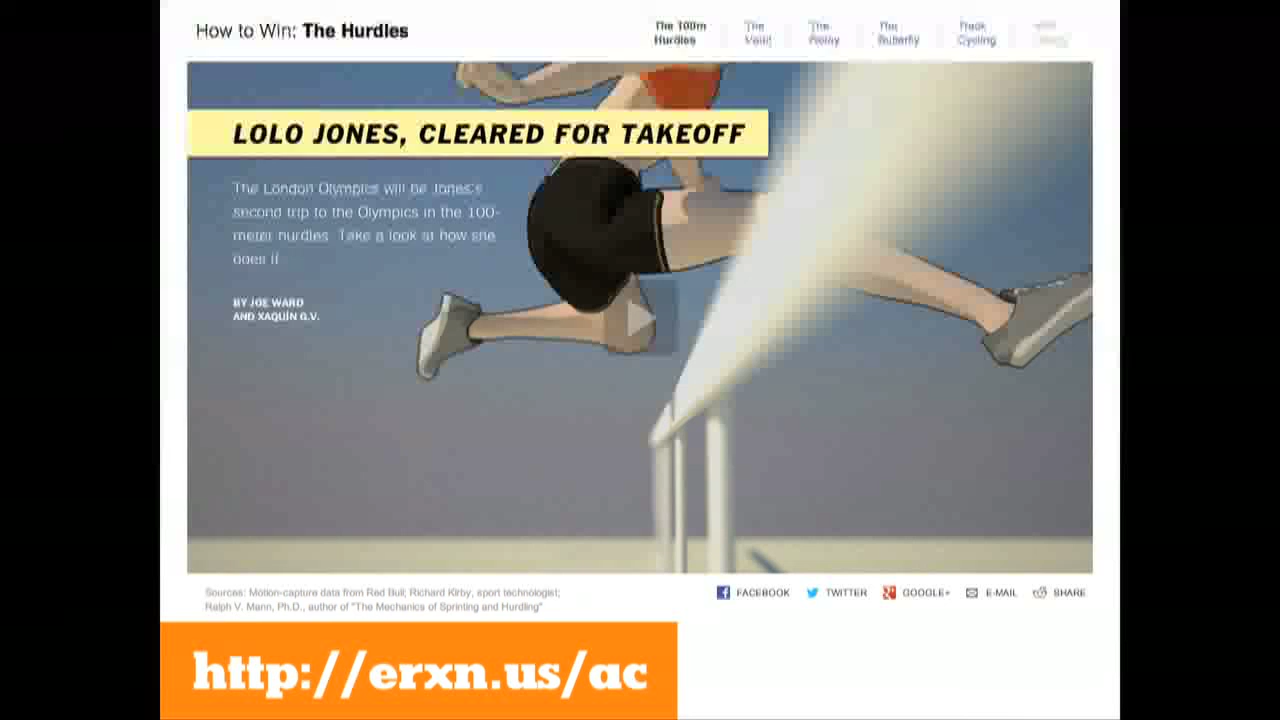 How to Win: The Hurdles
The 100m
Hurdles
The
Vault
The
Relay
The
Butterfly
Track
Cycling
LOLO JONES, CLEARED FOR TAKEOFF
The London Olympics will be Jones's
second trip to the Olympics in the 100-
meter hurdles. Take a look at how she
does it.
BY JOE WARD
AND XAQUÍN G.V.
Sources: Motion-capture data from Red Bull; Richard Kirby, sport technologist;
Ralph V. Mann, Ph.D., author of "The Mechanics of Sprinting and Hurdling"
FACEBOOK TWITTER GOOGLE+ E-MAIL SHARE
http://erxn.us/ac